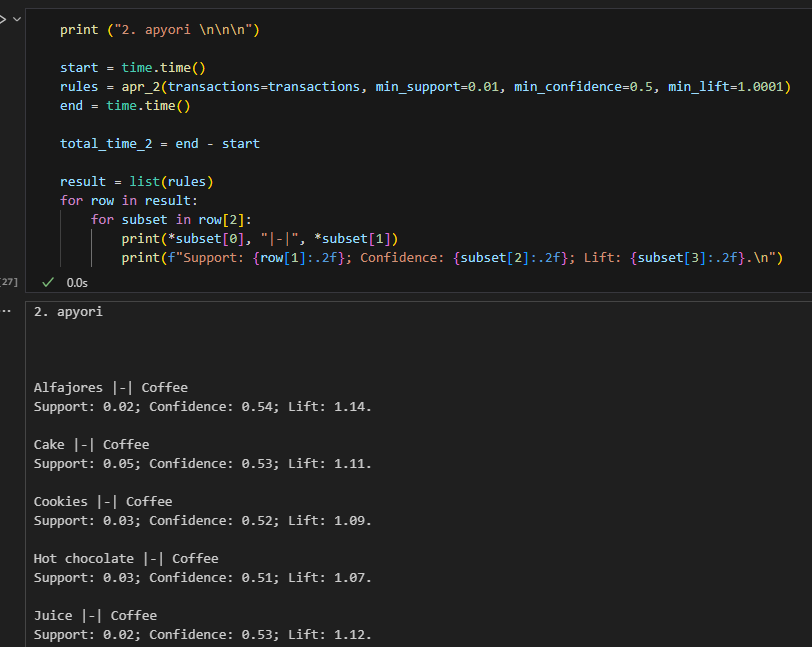 print ("2. apyori \n\n\n")
start = time.time()
rules = apr_2(transactions=transactions, min_support=0.01, min_confidence=0.5, min_lift=1.0001)
end = time.time()
total_time_2 = end - start
result = list(rules)
for row in result:
for subset in row[2]:
print(*subset[0], "|-|", *subset[1])
print(f"Support: {row[1]:.2f}; Confidence: {subset[2]:.2f}; Lift: {subset[3]:.2f}.\n")
[27]
0.0s
2. apyori
Alfajores |-| Coffee
Support: 0.02; Confidence: 0.54; Lift: 1.14.
Cake |-| Coffee
Support: 0.05; Confidence: 0.53; Lift: 1.11.
Cookies |-| Coffee
Support: 0.03; Confidence: 0.52; Lift: 1.09.
Hot chocolate |-| Coffee
Support: 0.03; Confidence: 0.51; Lift: 1.07.
Juice |-| Coffee
Support: 0.02; Confidence: 0.53; Lift: 1.12.